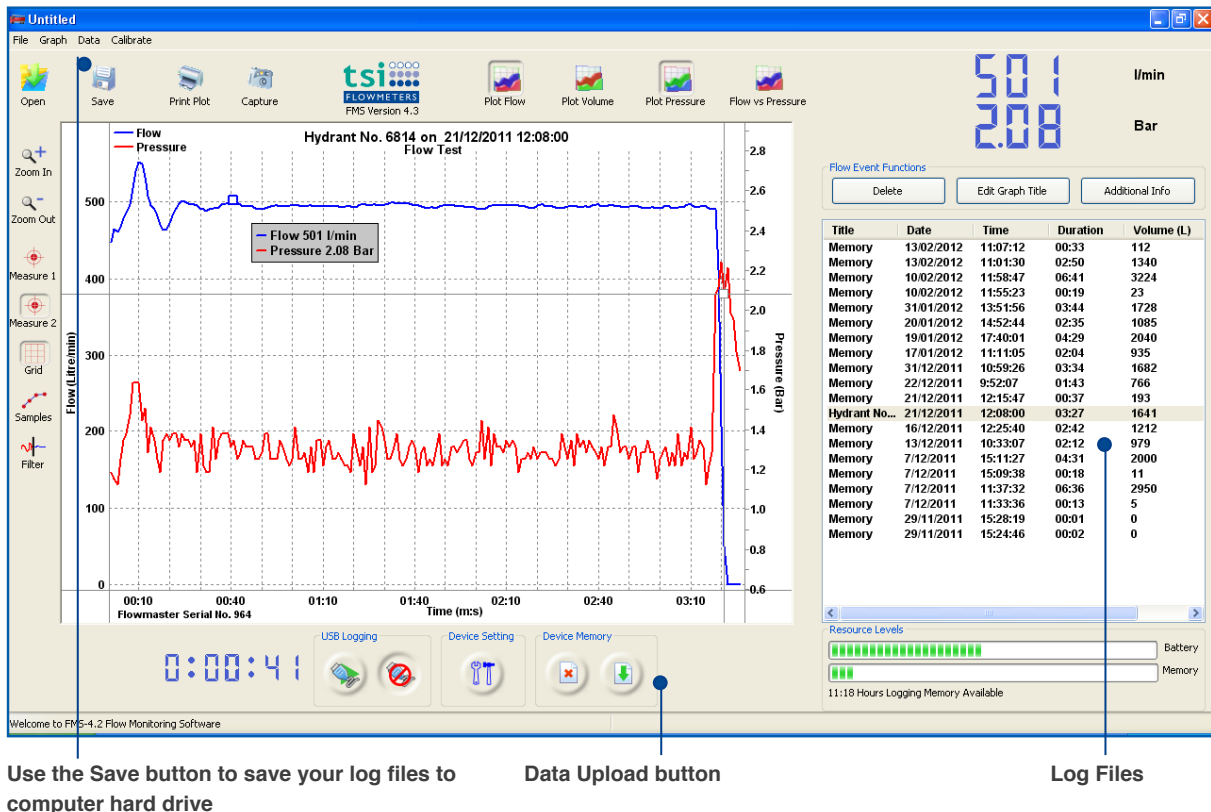 Untitled
File Graph Data Calibrate
Open
Save
Print Plot
Capture
tsi
FLOWMETERS
FMS Version 4.3
Plot Flow
Plot Volume
Plot Pressure
Flow vs Pressure
501 l/min
2.08 Bar
Zoom In
Zoom Out
Measure 1
Measure 2
Grid
Samples
Filter
Flow
Pressure
Hydrant No. 6814 on 21/12/2011 12:08:00
Flow Test
Flow 501 l/min
Pressure 2.08 Bar
Flow (Litre/min)
500
400
300
200
100
0
Pressure (Bar)
2.8
2.6
2.4
2.2
2.0
1.8
1.6
1.4
1.2
1.0
0.8
0.6
00:10 00:40 01:10 01:40 02:10 02:40 03:10
Flowmaster Serial No. 964
Time (m:s)
Flow Event Functions
Delete
Edit Graph Title
Additional Info
Title Date Time Duration Volume (L)
Memory 13/02/2012 11:07:12 00:33 112
Memory 13/02/2012 11:01:30 02:50 1340
Memory 10/02/2012 11:58:47 06:41 3224
Memory 10/02/2012 11:55:23 00:19 23
Memory 31/01/2012 13:51:56 03:44 1728
Memory 20/01/2012 14:52:44 02:35 1085
Memory 19/01/2012 17:40:01 04:29 2040
Memory 17/01/2012 11:11:05 02:04 935
Memory 31/12/2011 10:59:26 03:34 1682
Memory 22/12/2011 9:52:07 01:43 766
Memory 21/12/2011 12:15:47 00:37 193
Hydrant No... 21/12/2011 12:08:00 03:27 1641
Memory 16/12/2011 12:25:40 02:42 1212
Memory 13/12/2011 10:33:07 02:12 979
Memory 7/12/2011 15:11:27 04:31 2000
Memory 7/12/2011 15:09:38 00:18 11
Memory 7/12/2011 11:37:32 06:36 2950
Memory 7/12/2011 11:33:36 00:13 5
Memory 29/11/2011 15:28:19 00:01 0
Memory 29/11/2011 15:24:46 00:02 0
0:00:41
USB Logging
Device Setting
Device Memory
Resource Levels
Battery
Memory
11:18 Hours Logging Memory Available
Welcome to FMS-4.2 Flow Monitoring Software
Use the Save button to save your log files to
computer hard drive
Data Upload button
Log Files